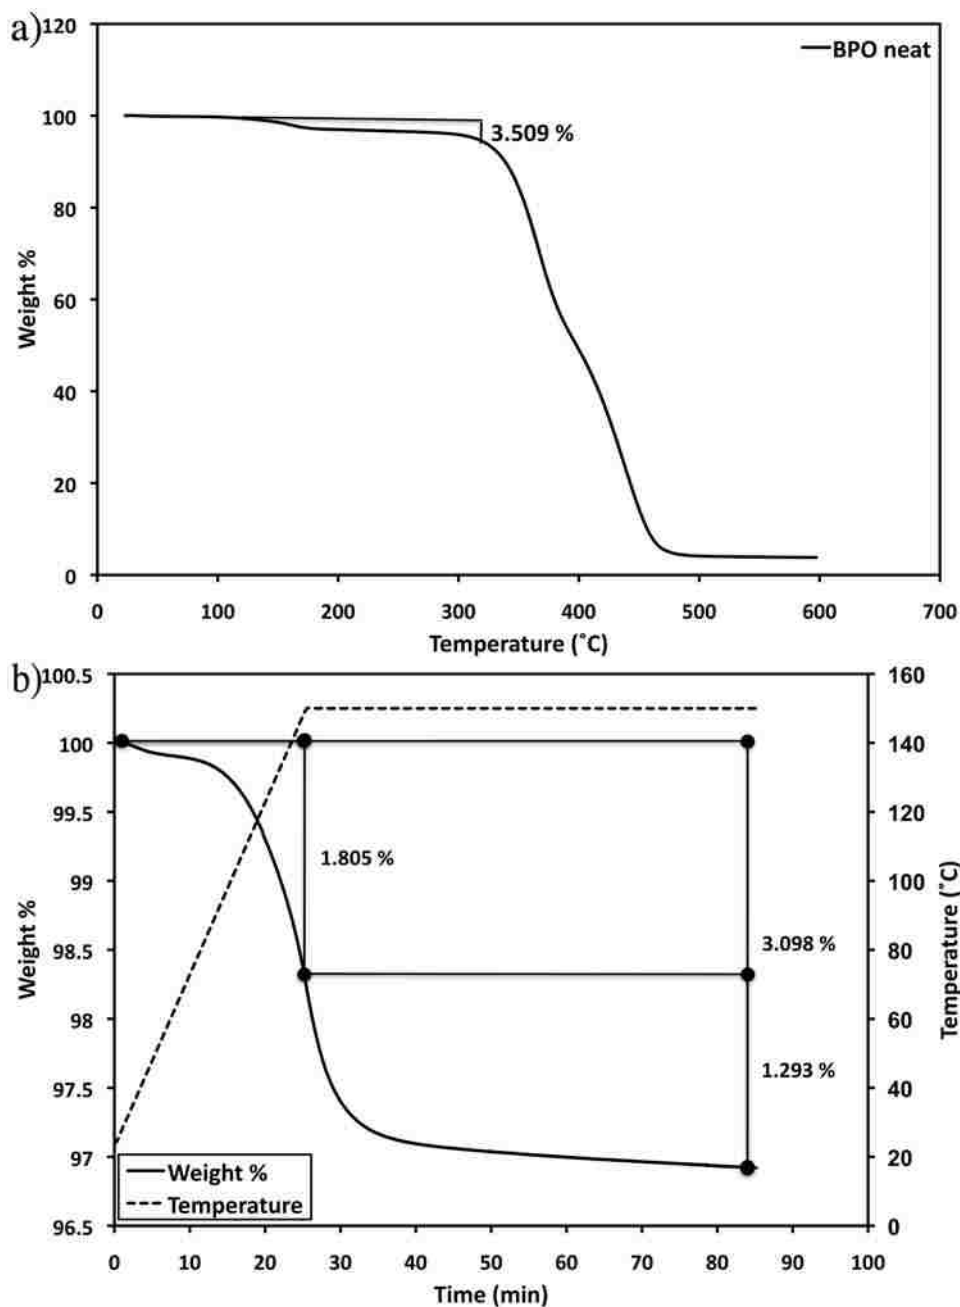 a)
120
100
80
60
40
20
0
Weight %
BPO neat
3.509 %
0 100 200 300 400 500 600 700
Temperature (˚C)
b)
100.5
100
99.5
99
98.5
98
97.5
97
96.5
Weight %
160
140
120
100
80
60
40
20
0
Temperature (˚C)
1.805 %
3.098 %
1.293 %
Weight %
Temperature
0 10 20 30 40 50 60 70 80 90 100
Time (min)